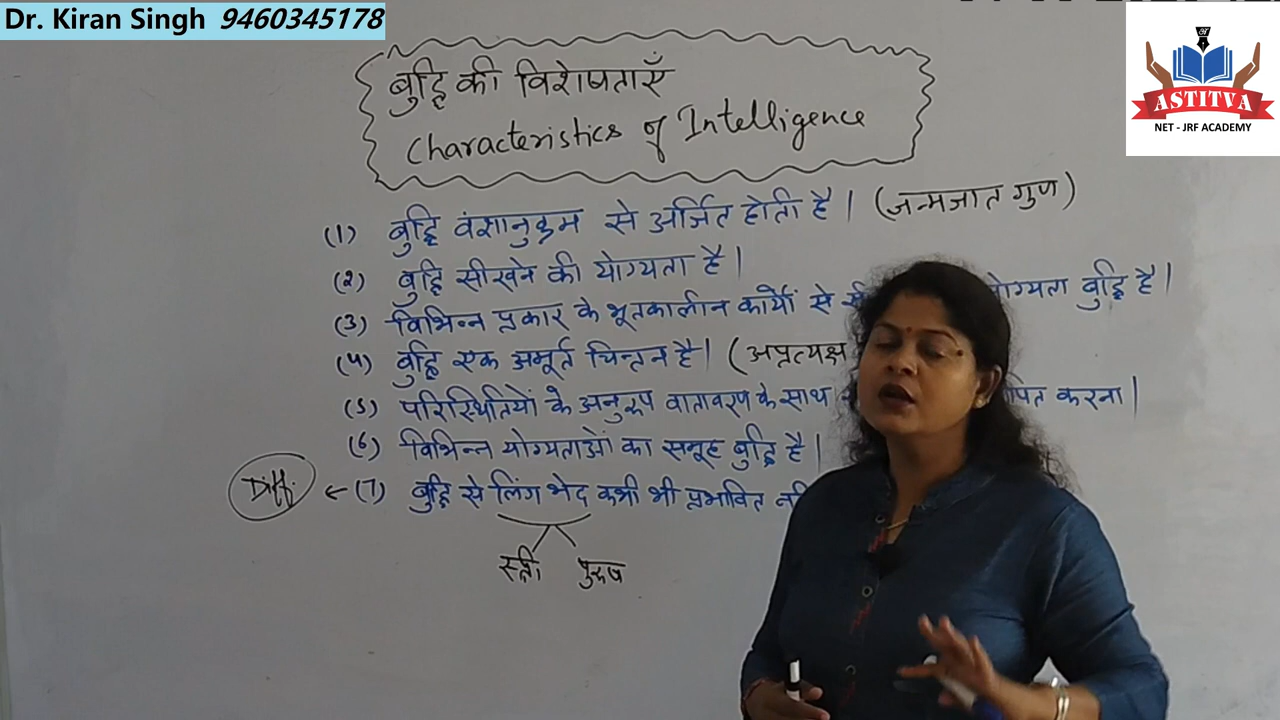 Dr. Kiran Singh 9460345178
ASTITVA
NET - JRF ACADEMY
बुद्धि की विशेषताएँ
Characteristics of Intelligence
(1) बुद्धि वंशानुक्रम से अर्जित होती है। (जन्मजात गुण)
(2) बुद्धि सीखने की योग्यता है।
(3) विभिन्न प्रकार के भूतकालीन कार्यों से बुद्धि है।
(4) बुद्धि एक अमूर्त चिन्तन है। (अप्रत्यक्ष
(5) परिस्थितियों के अनुरूप वातावरण के साथ करना।
(6) विभिन्न योग्यताओं का समूह बुद्धि है।
Diff. ← (7) बुद्धि से लिंग भेद कभी भी प्रभावित
स्त्री पुरुष